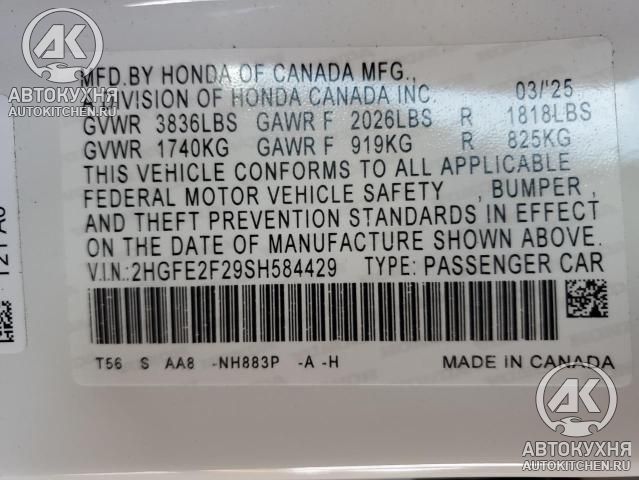 MFD.BY HONDA OF CANADA MFG.,
A DIVISION OF HONDA CANADA INC. 03/'25
GVWR 3836LBS GAWR F 2026LBS R 1818LBS
GVWR 1740KG GAWR F 919KG R 825KG
THIS VEHICLE CONFORMS TO ALL APPLICABLE
FEDERAL MOTOR VEHICLE SAFETY , BUMPER ,
AND THEFT PREVENTION STANDARDS IN EFFECT
ON THE DATE OF MANUFACTURE SHOWN ABOVE.
V.I.N.:2HGFE2F29SH584429 TYPE: PASSENGER CAR
T56 S AA8 -NH883P -A -H MADE IN CANADA
АК
АВТОКУХНЯ
AUTOKITCHEN.RU
АК
АВТОКУХНЯ
AUTOKITCHEN.RU